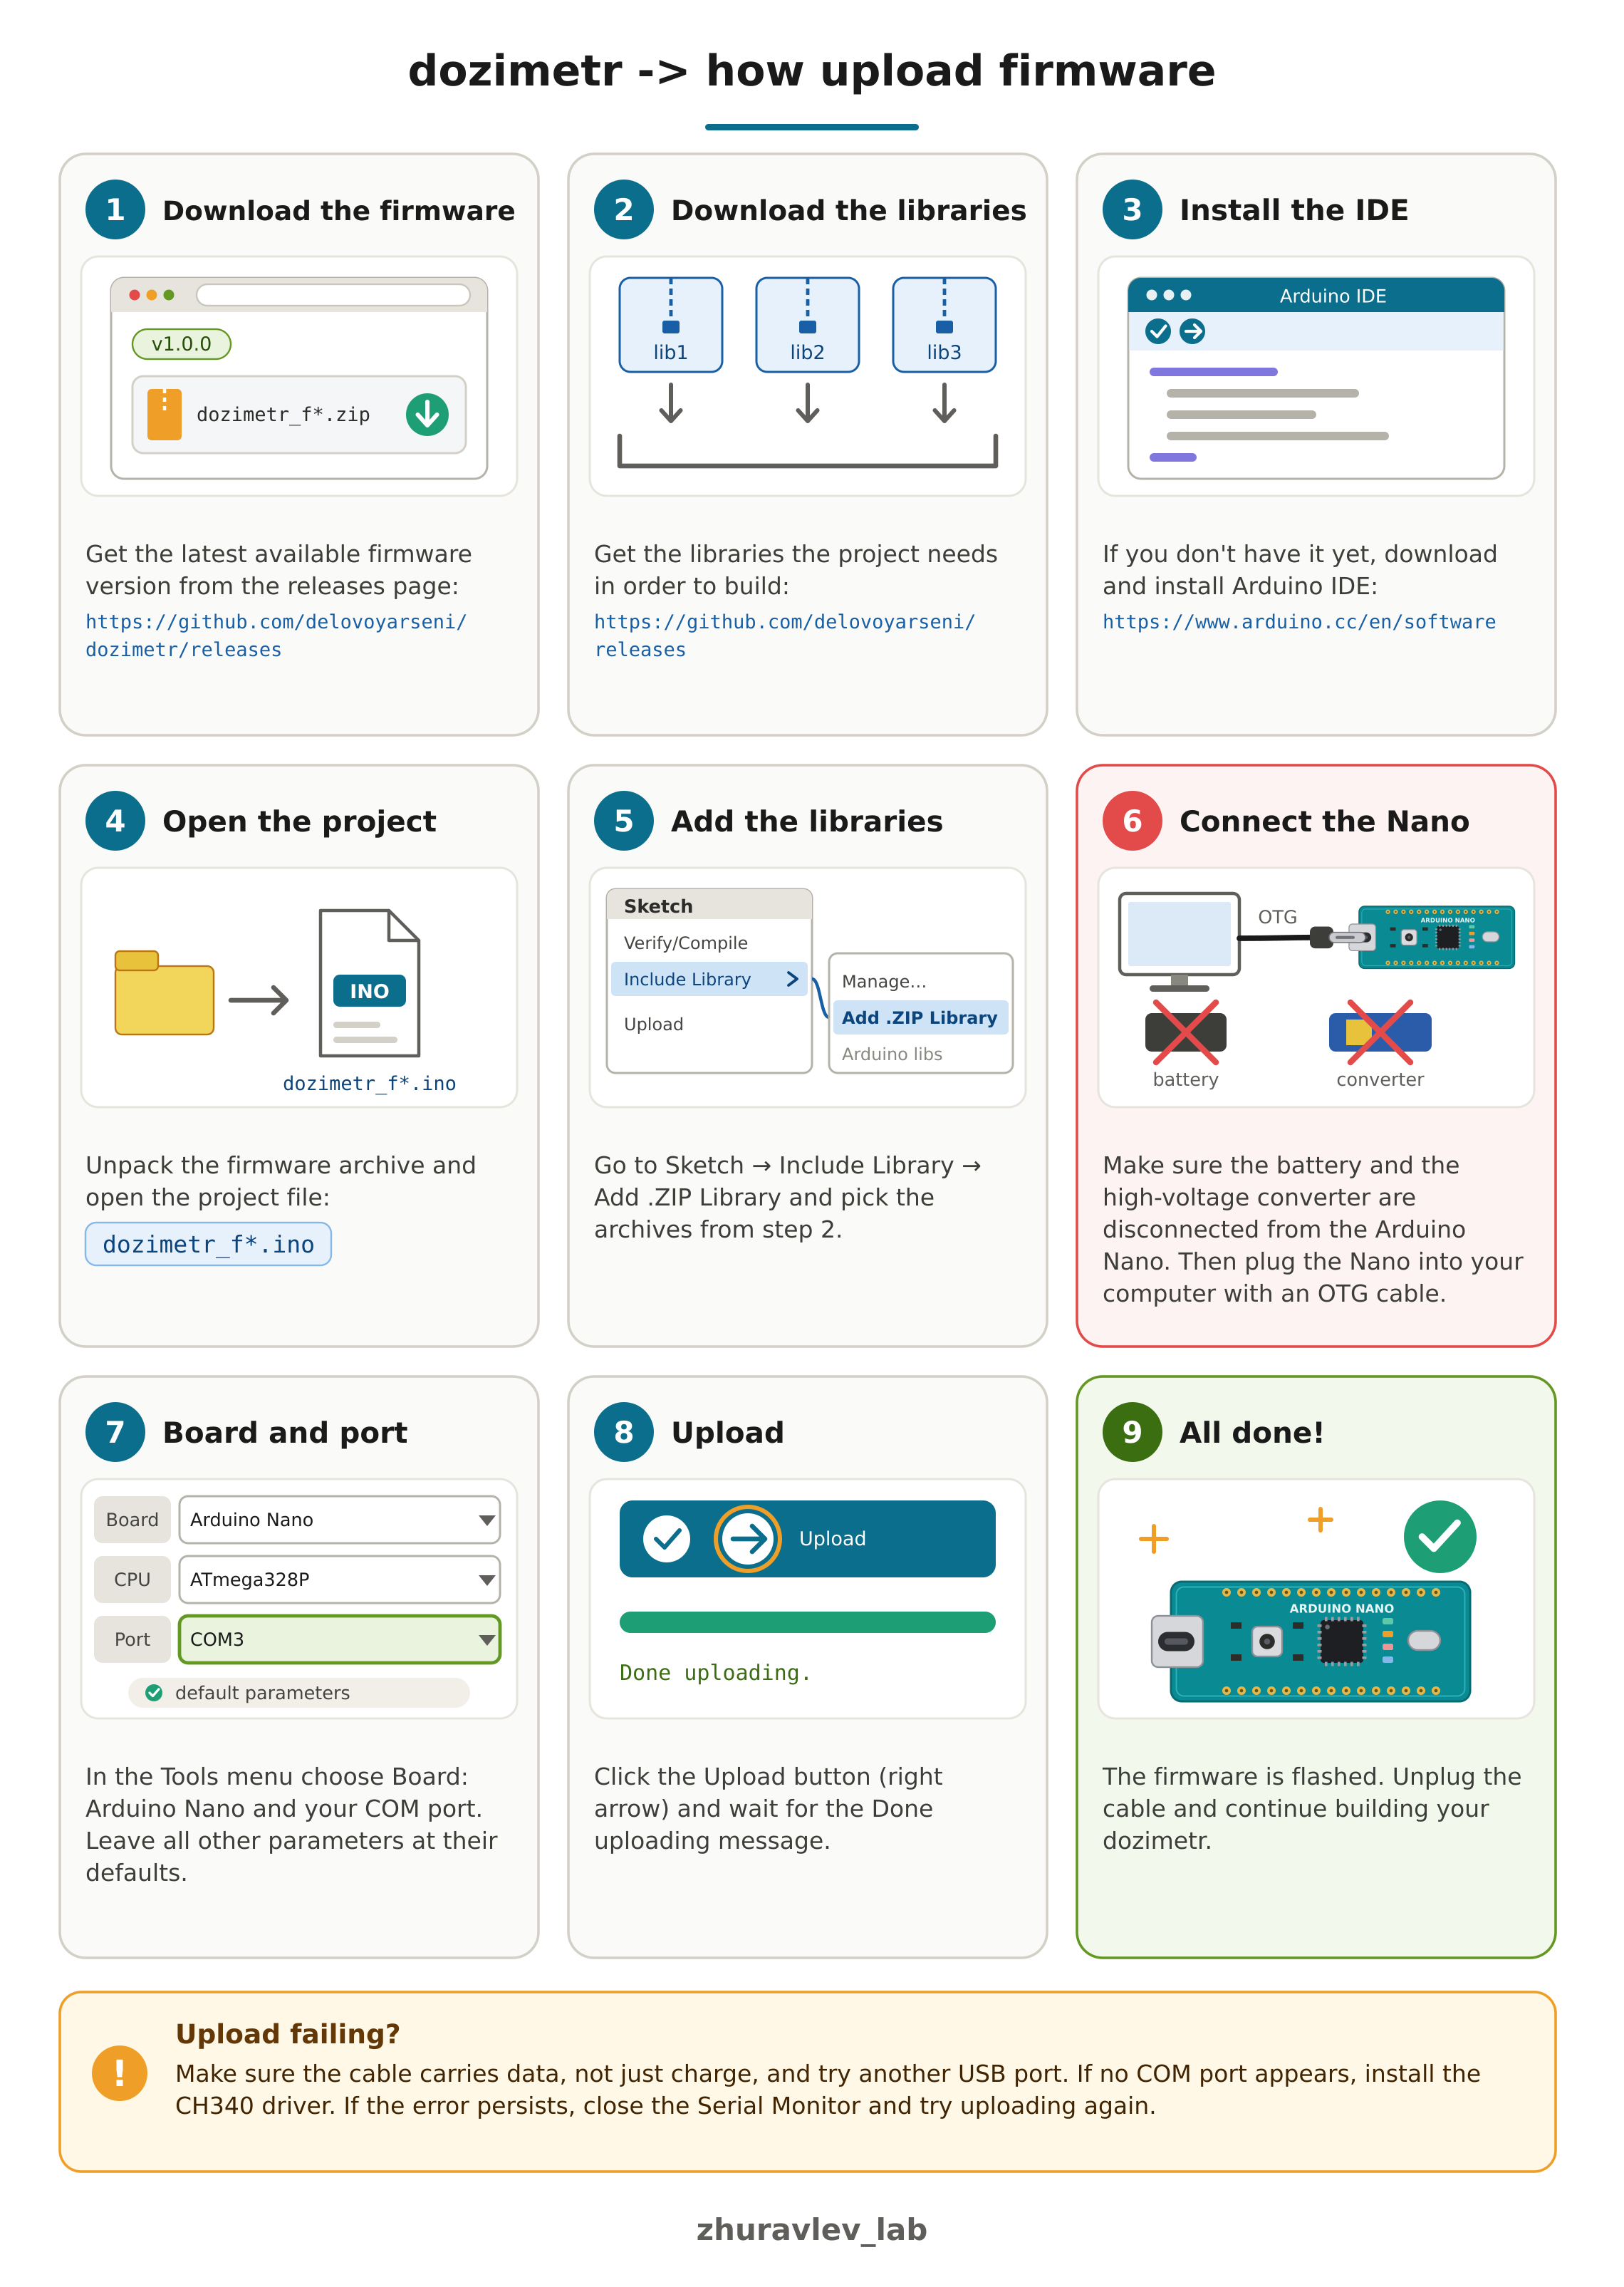 dozimetr -> how upload firmware
1 Download the firmware
v1.0.0
dozimetr_f*.zip
Get the latest available firmware
version from the releases page:
https://github.com/delovoyarseni/
dozimetr/releases
2 Download the libraries
lib1 lib2 lib3
Get the libraries the project needs
in order to build:
https://github.com/delovoyarseni/
releases
3 Install the IDE
Arduino IDE
If you don't have it yet, download
and install Arduino IDE:
https://www.arduino.cc/en/software
4 Open the project
INO
dozimetr_f*.ino
Unpack the firmware archive and
open the project file:
dozimetr_f*.ino
5 Add the libraries
Sketch
Verify/Compile
Include Library
Upload
Manage...
Add .ZIP Library
Arduino libs
Go to Sketch → Include Library →
Add .ZIP Library and pick the
archives from step 2.
6 Connect the Nano
OTG
ARDUINO NANO
battery converter
Make sure the battery and the
high-voltage converter are
disconnected from the Arduino
Nano. Then plug the Nano into your
computer with an OTG cable.
7 Board and port
Board Arduino Nano
CPU ATmega328P
Port COM3
default parameters
In the Tools menu choose Board:
Arduino Nano and your COM port.
Leave all other parameters at their
defaults.
8 Upload
Upload
Done uploading.
Click the Upload button (right
arrow) and wait for the Done
uploading message.
9 All done!
ARDUINO NANO
The firmware is flashed. Unplug the
cable and continue building your
dozimetr.
!
Upload failing?
Make sure the cable carries data, not just charge, and try another USB port. If no COM port appears, install the
CH340 driver. If the error persists, close the Serial Monitor and try uploading again.
zhuravlev_lab